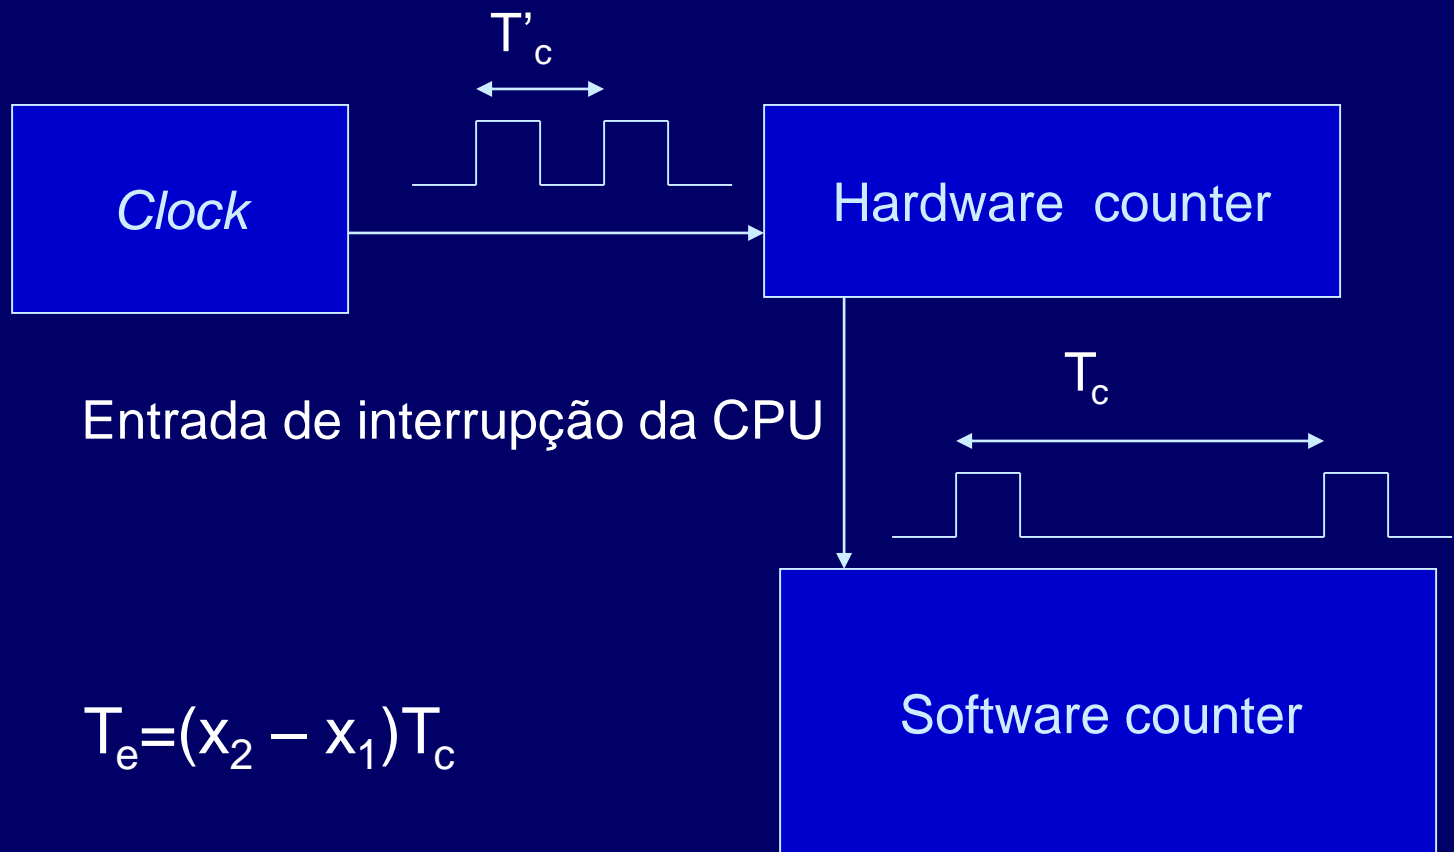 T’c
Clock
Hardware counter
Tc
Entrada de interrupção da CPU
Software counter
Te=(x2 – x1)Tc